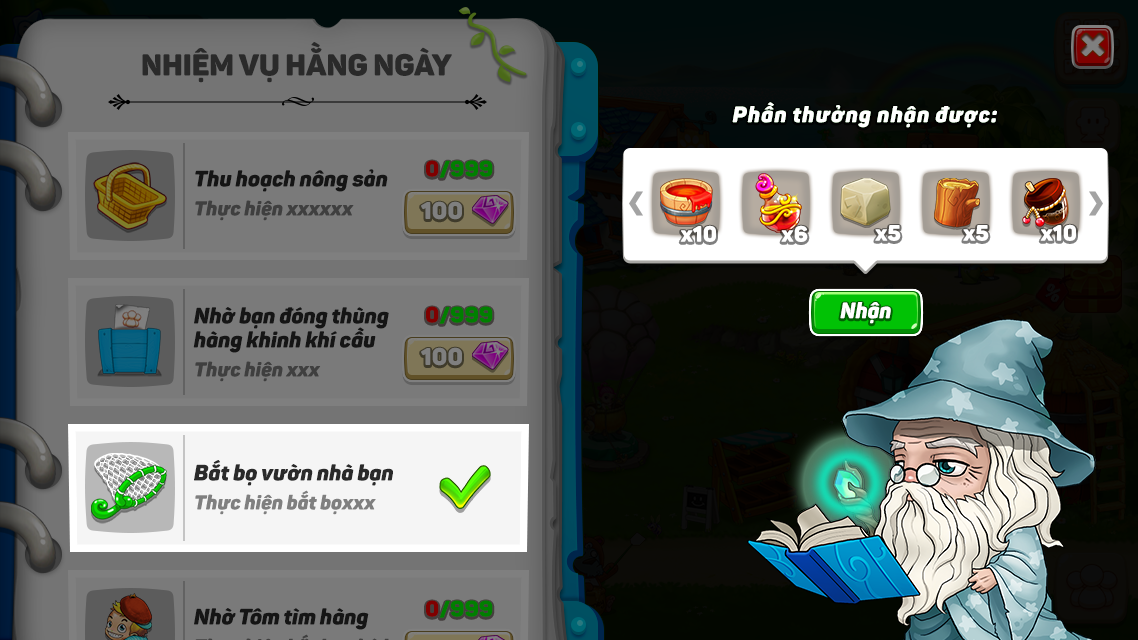 NHIỆM VỤ HẰNG NGÀY
Thu hoạch nông sản
Thực hiện xxxxxx
0/999
100
Nhờ bạn đóng thùng
hàng khinh khí cầu
Thực hiện xxx
0/999
100
Bắt bọ vườn nhà bạn
Thực hiện bắt bọxxx
Nhờ Tôm tìm hàng
0/999
Phần thưởng nhận được:
x10
x6
x5
x5
x10
Nhận